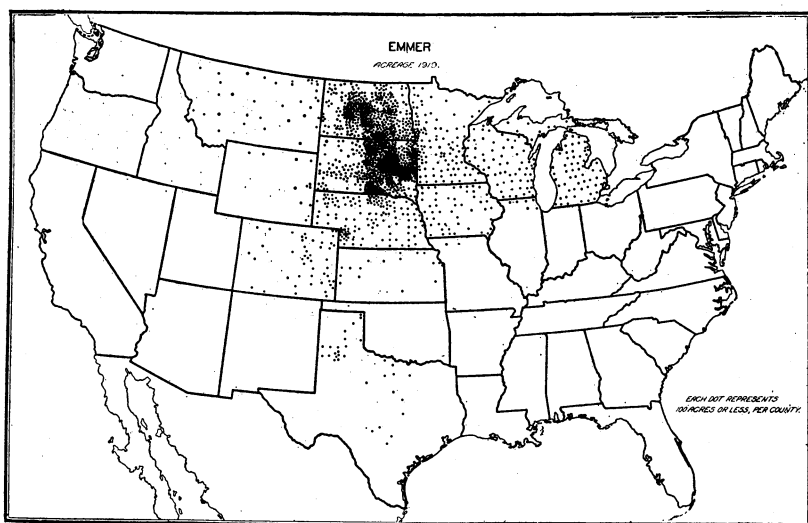 EMMER
ACREAGE 1919.
EACH DOT REPRESENTS
100 ACRES OR LESS, PER COUNTY.